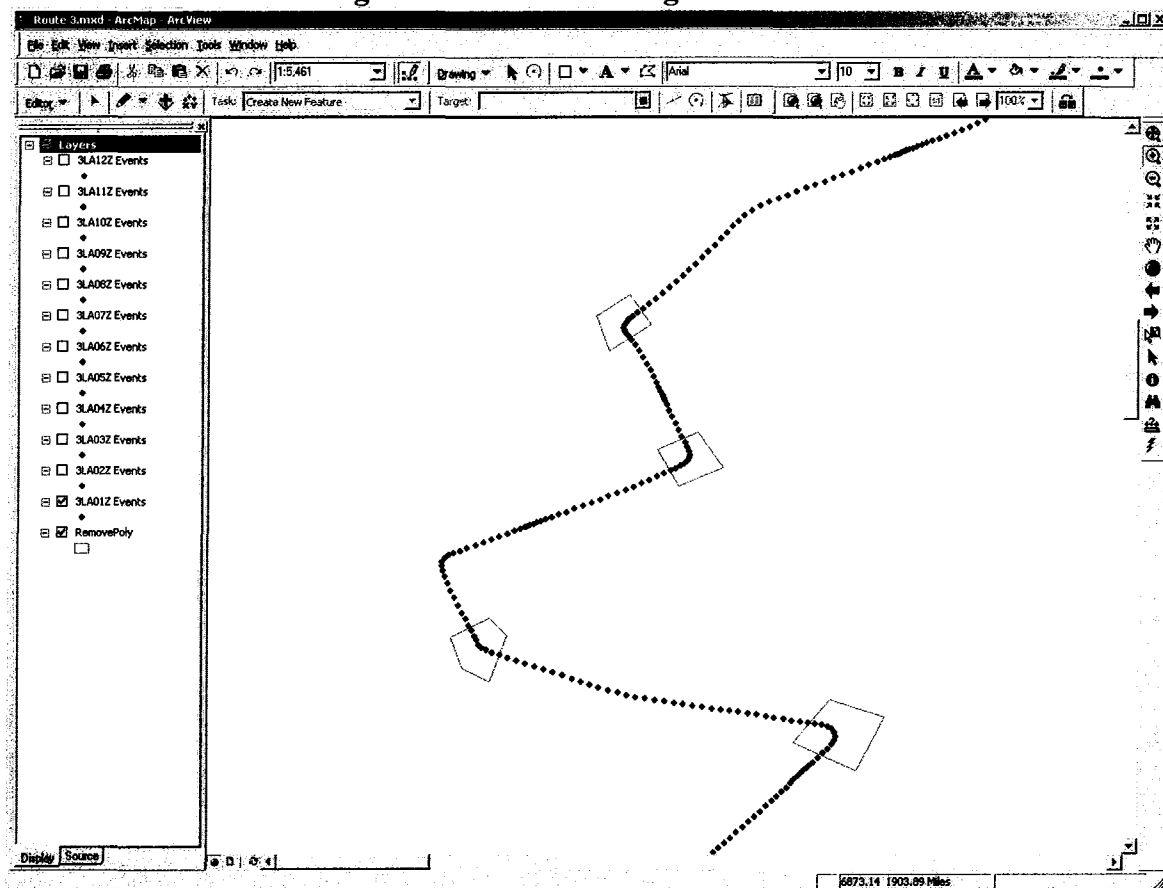 Route 3.mxd - ArcMap - ArcView
File Edit View Insert Selection Tools Window Help
1:5,461 Drawing A Arial 10 B I U A
Editor Task: Create New Feature Target: 100%
Layers
3LA12Z Events
3LA11Z Events
3LA10Z Events
3LA09Z Events
3LA08Z Events
3LA07Z Events
3LA06Z Events
3LA05Z Events
3LA04Z Events
3LA03Z Events
3LA02Z Events
3LA01Z Events
RemovePoly
Display Source
6873.14 1903.89 Miles